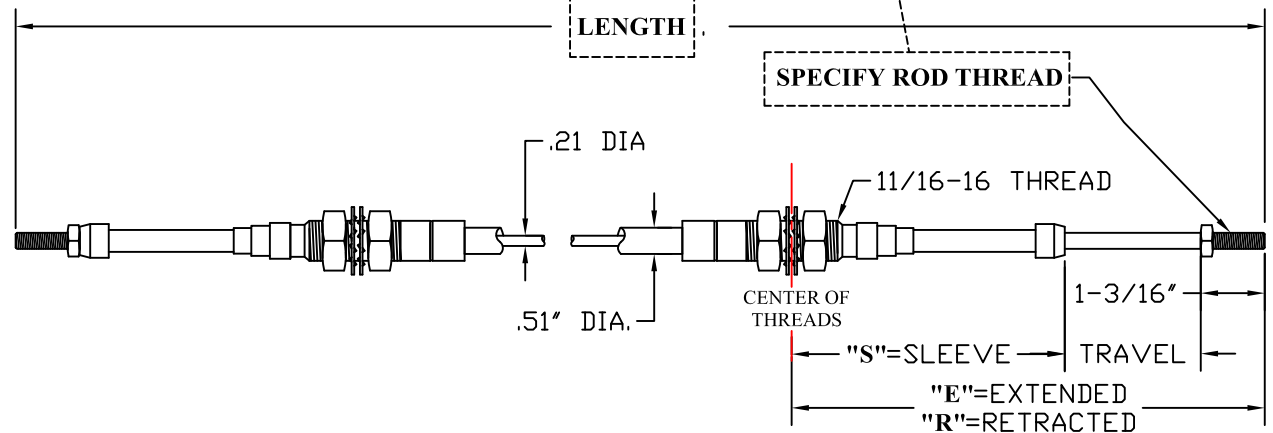 LENGTH
SPECIFY ROD THREAD
.21 DIA
11/16-16 THREAD
1-3/16"
.51" DIA.
CENTER OF
THREADS
"S"=SLEEVE
TRAVEL
"E"=EXTENDED
"R"=RETRACTED